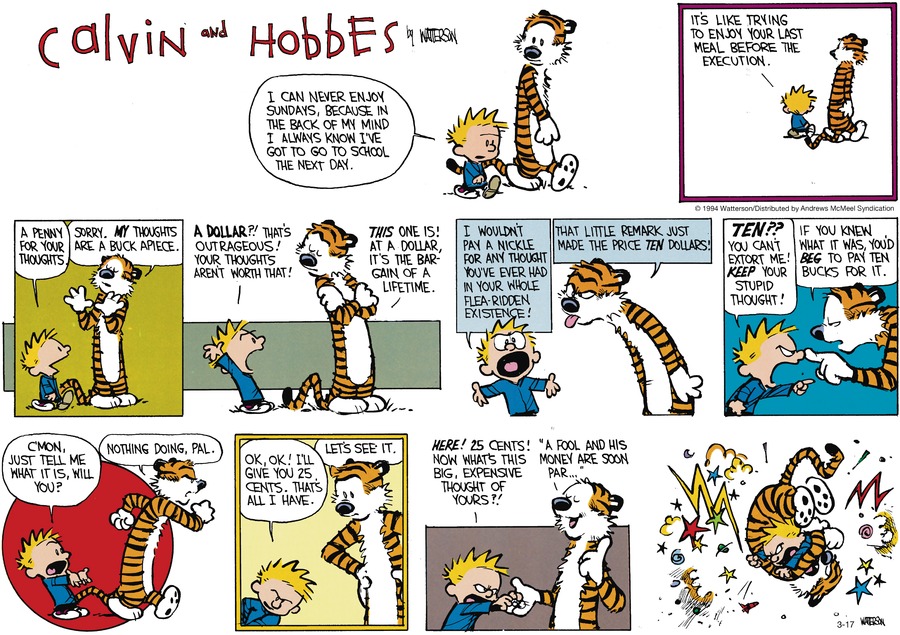 Calvin and Hobbes by WATTERSON
I CAN NEVER ENJOY
SUNDAYS, BECAUSE IN
THE BACK OF MY MIND
I ALWAYS KNOW I'VE
GOT TO GO TO SCHOOL
THE NEXT DAY.
IT'S LIKE TRYING
TO ENJOY YOUR LAST
MEAL BEFORE THE
EXECUTION.
© 1994 Watterson/Distributed by Andrews McMeel Syndication
A PENNY
FOR YOUR
THOUGHTS.
SORRY. MY THOUGHTS
ARE A BUCK APIECE.
A DOLLAR?! THAT'S
OUTRAGEOUS!
YOUR THOUGHTS
AREN'T WORTH THAT!
THIS ONE IS!
AT A DOLLAR,
IT'S THE BAR-
GAIN OF A
LIFETIME.
I WOULDN'T
PAY A NICKLE
FOR ANY THOUGHT
YOU'VE EVER HAD
IN YOUR WHOLE
FLEA-RIDDEN
EXISTENCE!
THAT LITTLE REMARK JUST
MADE THE PRICE TEN DOLLARS!
TEN??
YOU CAN'T
EXTORT ME!
KEEP YOUR
STUPID
THOUGHT!
IF YOU KNEW
WHAT IT WAS, YOU'D
BEG TO PAY TEN
BUCKS FOR IT.
C'MON,
JUST TELL ME
WHAT IT IS, WILL
YOU?
NOTHING DOING, PAL.
OK, OK! I'LL
GIVE YOU 25
CENTS. THAT'S
ALL I HAVE.
LET'S SEE IT.
HERE! 25 CENTS!
NOW WHAT'S THIS
BIG, EXPENSIVE
THOUGHT OF
YOURS?!
"A FOOL AND HIS
MONEY ARE SOON
PAR..."
3-17 WATTERSON